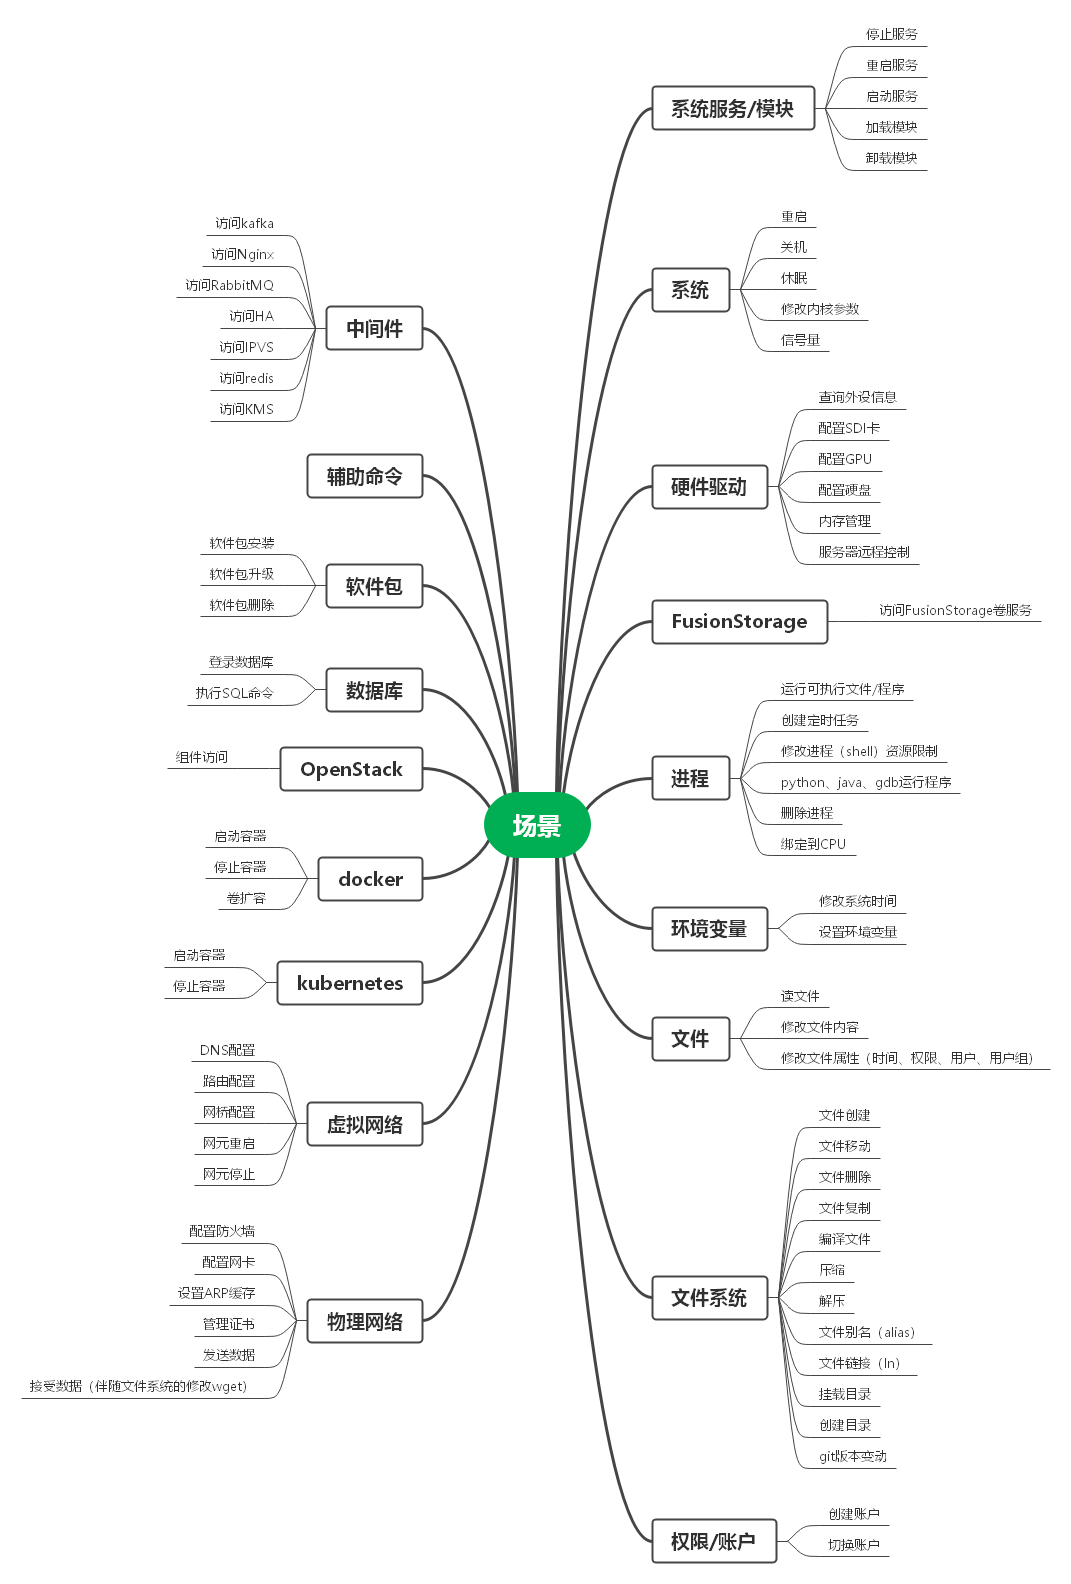 场景
系统服务/模块
停止服务
重启服务
启动服务
加载模块
卸载模块
系统
重启
关机
休眠
修改内核参数
信号量
硬件驱动
查询外设信息
配置SDI卡
配置GPU
配置硬盘
内存管理
服务器远程控制
FusionStorage
访问FusionStorage卷服务
进程
运行可执行文件/程序
创建定时任务
修改进程（shell）资源限制
python、java、gdb运行程序
删除进程
绑定到CPU
环境变量
修改系统时间
设置环境变量
文件
读文件
修改文件内容
修改文件属性（时间、权限、用户、用户组）
文件系统
文件创建
文件移动
文件删除
文件复制
编译文件
压缩
解压
文件别名（alias）
文件链接（ln）
挂载目录
创建目录
git版本变动
权限/账户
创建账户
切换账户
中间件
访问kafka
访问Nginx
访问RabbitMQ
访问HA
访问IPVS
访问redis
访问KMS
辅助命令
软件包
软件包安装
软件包升级
软件包删除
数据库
登录数据库
执行SQL命令
OpenStack
组件访问
docker
启动容器
停止容器
卷扩容
kubernetes
启动容器
停止容器
虚拟网络
DNS配置
路由配置
网桥配置
网元重启
网元停止
物理网络
配置防火墙
配置网卡
设置ARP缓存
管理证书
发送数据
接受数据（伴随文件系统的修改wget）